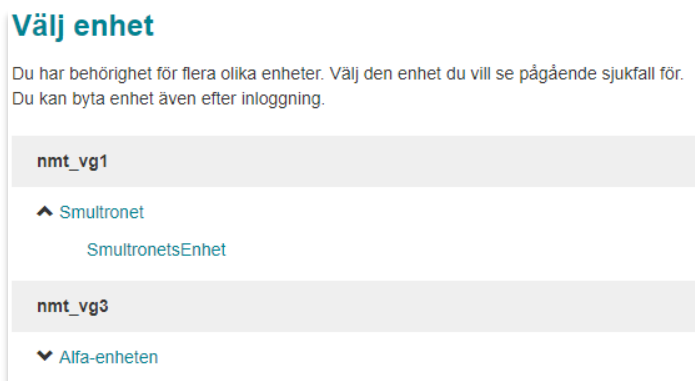 Välj enhet
Du har behörighet för flera olika enheter. Välj den enhet du vill se pågående sjukfall för.
Du kan byta enhet även efter inloggning.
nmt_vg1
Smultronet
SmultronetsEnhet
nmt_vg3
Alfa-enheten